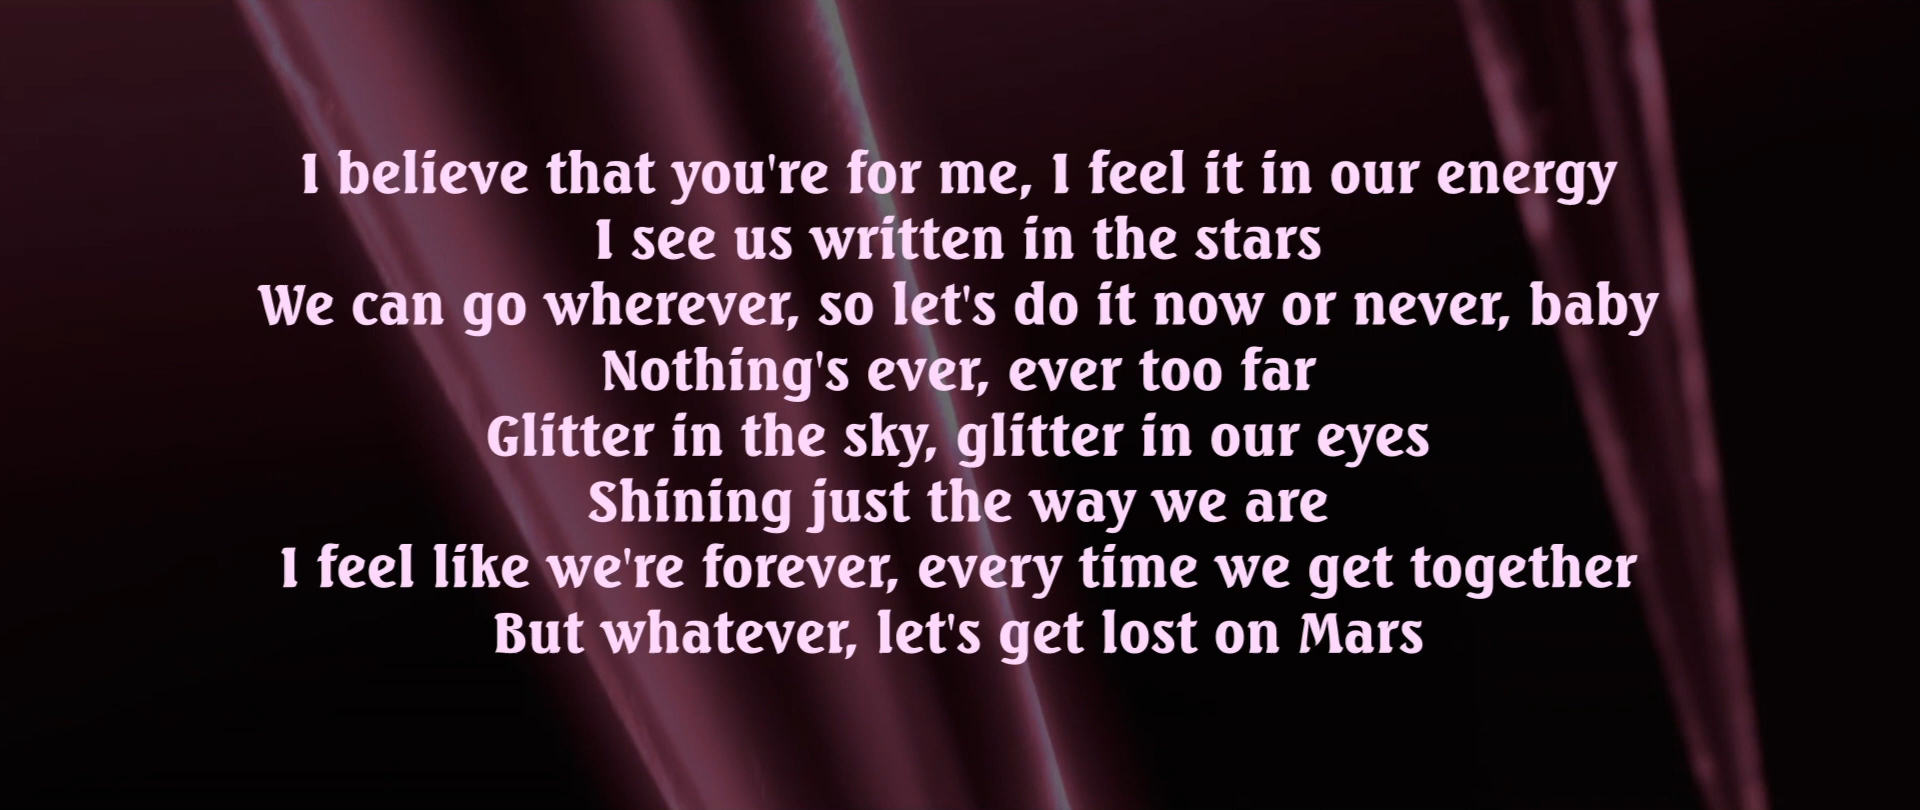 I believe that you're for me, I feel it in our energy
I see us written in the stars
We can go wherever, so let's do it now or never, baby
Nothing's ever, ever too far
Glitter in the sky, glitter in our eyes
Shining just the way we are
I feel like we're forever, every time we get together
But whatever, let's get lost on Mars